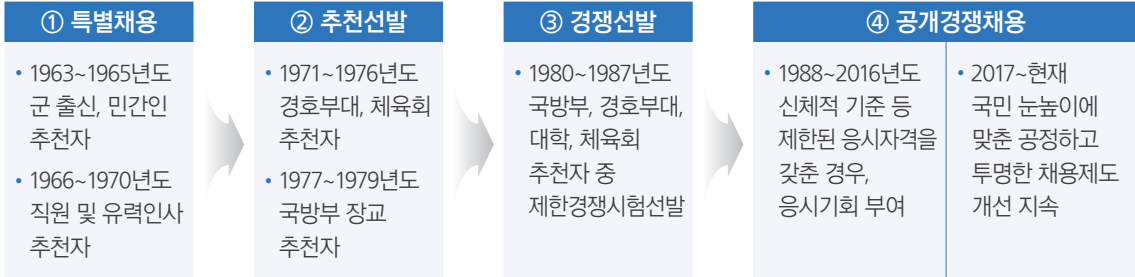 ① 특별채용
• 1963~1965년도
군 출신, 민간인
추천자
• 1966~1970년도
직원 및 유력인사
추천자
② 추천선발
• 1971~1976년도
경호부대, 체육회
추천자
• 1977~1979년도
국방부 장교
추천자
③ 경쟁선발
• 1980~1987년도
국방부, 경호부대,
대학, 체육회
추천자 중
제한경쟁시험선발
④ 공개경쟁채용
• 1988~2016년도
신체적 기준 등
제한된 응시자격을
갖춘 경우,
응시기회 부여
• 2017~현재
국민 눈높이에
맞춘 공정하고
투명한 채용제도
개선 지속